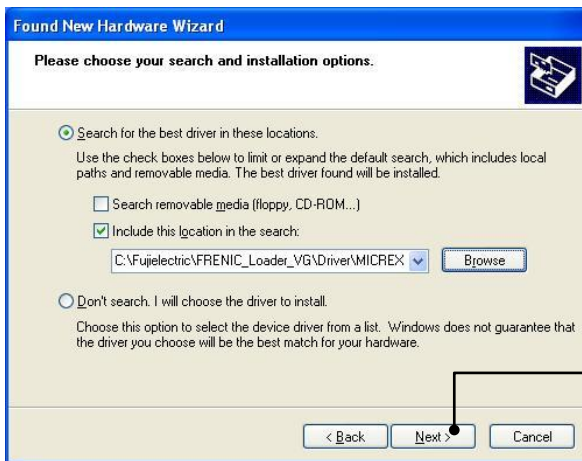 Found New Hardware Wizard
Please choose your search and installation options.
Search for the best driver in these locations.
Use the check boxes below to limit or expand the default search, which includes local
paths and removable media. The best driver found will be installed.
Search removable media (floppy, CD-ROM...)
Include this location in the search:
C:\Fujielectric\FRENIC_Loader_VG\Driver\MICREX
Browse
Don't search. I will choose the driver to install.
Choose this option to select the device driver from a list. Windows does not guarantee that
the driver you choose will be the best match for your hardware.
< Back Next > Cancel